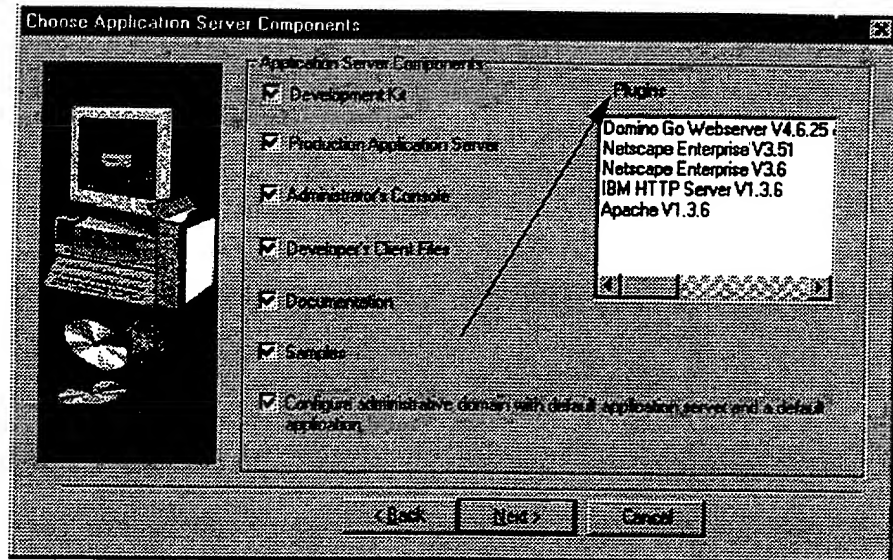 Choose Application Server Components
Application Server Components
Development Kit
Production Application Server
Administrator's Console
Developer's Client Files
Documentation
Samples
Configure administrative domain with default application server and a default
application.
Plugins
Domino Go Webserver V4.6.25
Netscape Enterprise V3.51
Netscape Enterprise V3.6
IBM HTTP Server V1.3.6
Apache V1.3.6
< Back
Next >
Cancel